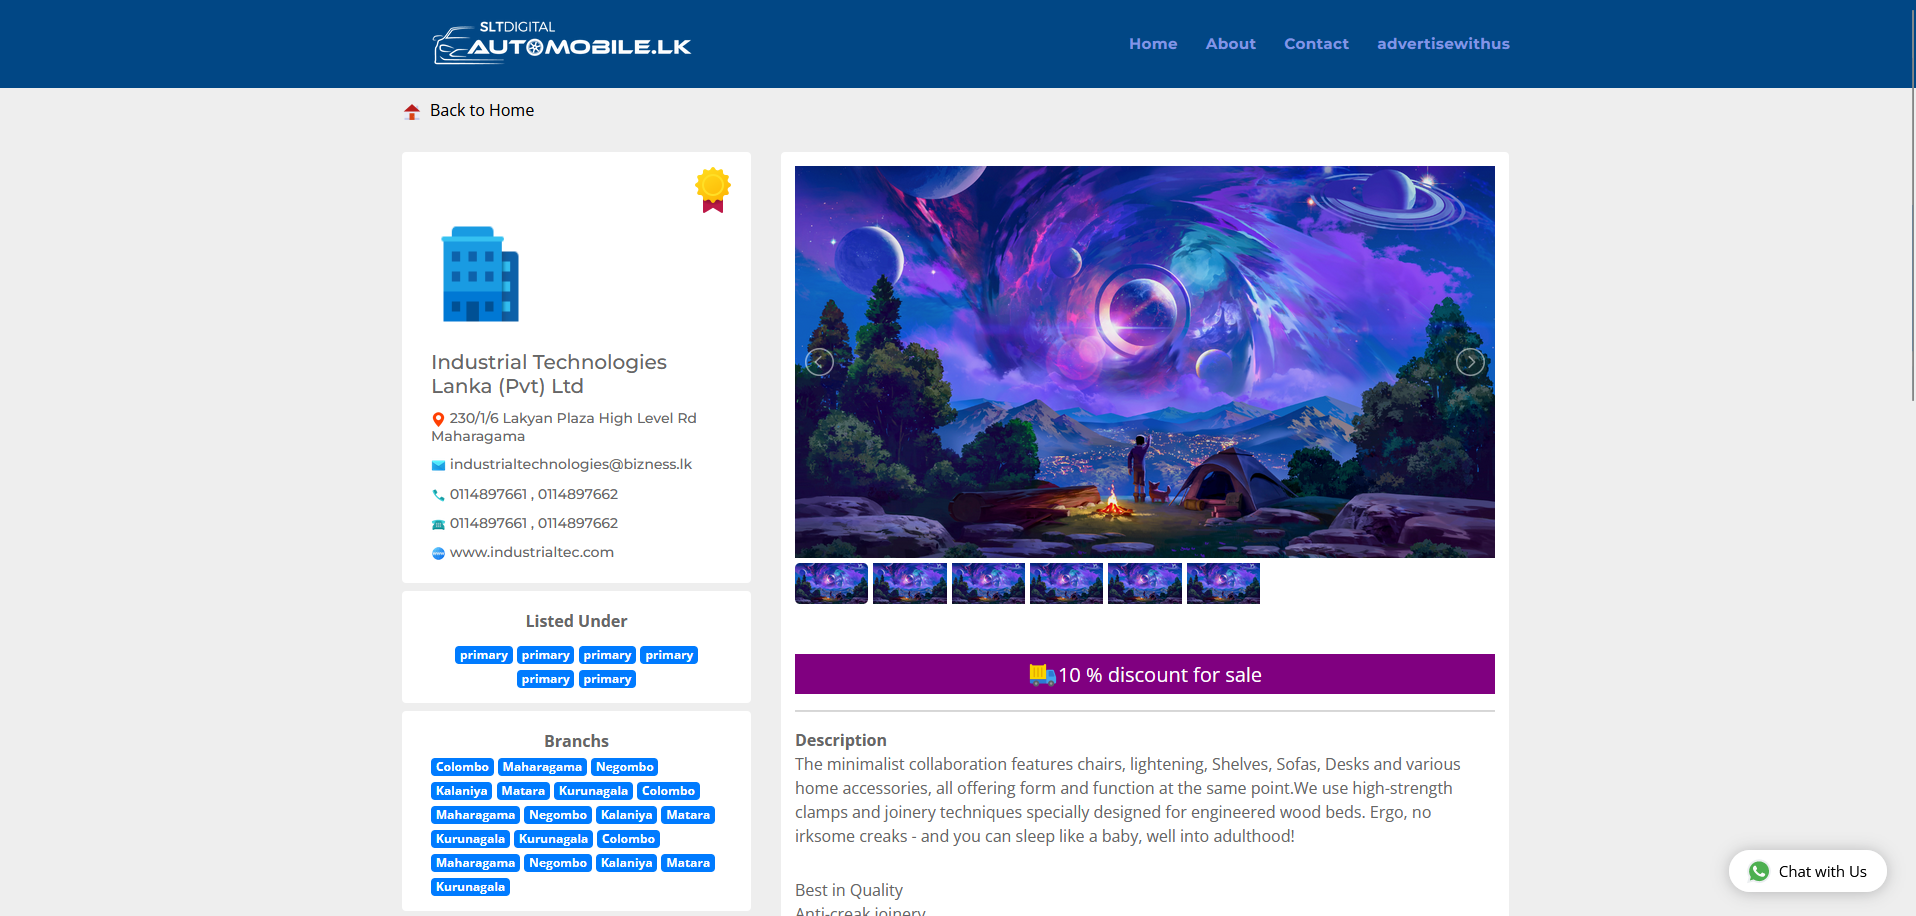 SLTDIGITAL
AUTOMOBILE.LK
Home About Contact advertisewithus
Back to Home
Industrial Technologies
Lanka (Pvt) Ltd
230/1/6 Lakyan Plaza High Level Rd
Maharagama
industrialtechnologies@bizness.lk
0114897661 , 0114897662
0114897661 , 0114897662
www.industrialtec.com
Listed Under
primary primary primary primary
primary primary
Branchs
Colombo Maharagama Negombo
Kalaniya Matara Kurunagala Colombo
Maharagama Negombo Kalaniya Matara
Kurunagala Kurunagala Colombo
Maharagama Negombo Kalaniya Matara
Kurunagala
10 % discount for sale
Description
The minimalist collaboration features chairs, lightening, Shelves, Sofas, Desks and various
home accessories, all offering form and function at the same point.We use high-strength
clamps and joinery techniques specially designed for engineered wood beds. Ergo, no
irksome creaks - and you can sleep like a baby, well into adulthood!
Best in Quality
Anti-creak joinery
Chat with Us